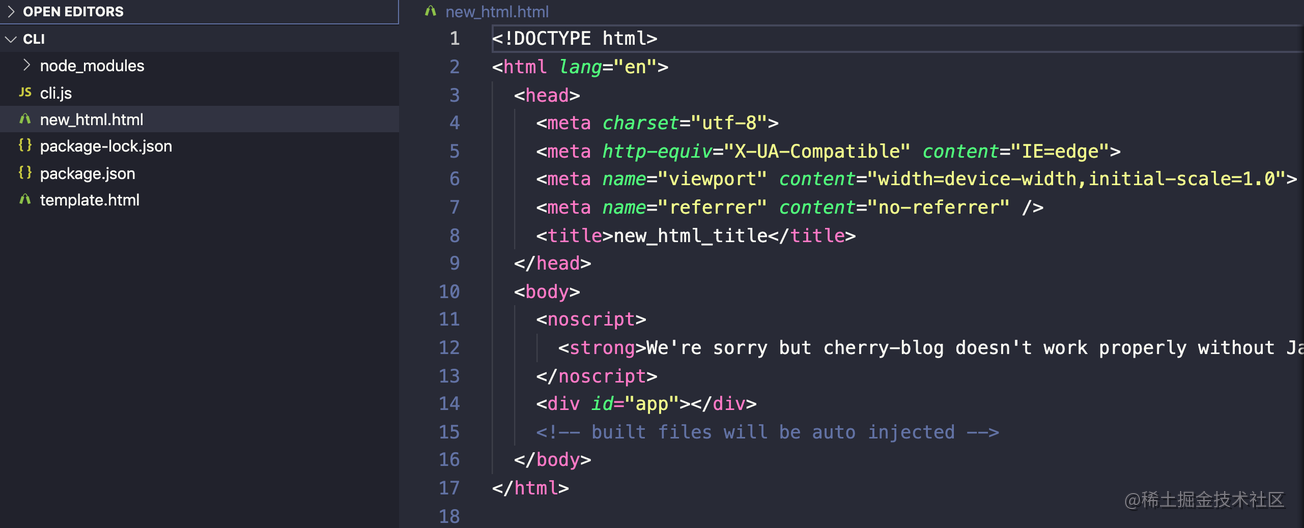 OPEN EDITORS
CLI
node_modules
JS cli.js
new_html.html
{} package-lock.json
{} package.json
template.html
new_html.html
1 <!DOCTYPE html>
2 <html lang="en">
3 <head>
4 <meta charset="utf-8">
5 <meta http-equiv="X-UA-Compatible" content="IE=edge">
6 <meta name="viewport" content="width=device-width,initial-scale=1.0">
7 <meta name="referrer" content="no-referrer" />
8 <title>new_html_title</title>
9 </head>
10 <body>
11 <noscript>
12 <strong>We're sorry but cherry-blog doesn't work properly without Ja
13 </noscript>
14 <div id="app"></div>
15 <!-- built files will be auto injected -->
16 </body>
17 </html>
18
@稀土掘金技术社区